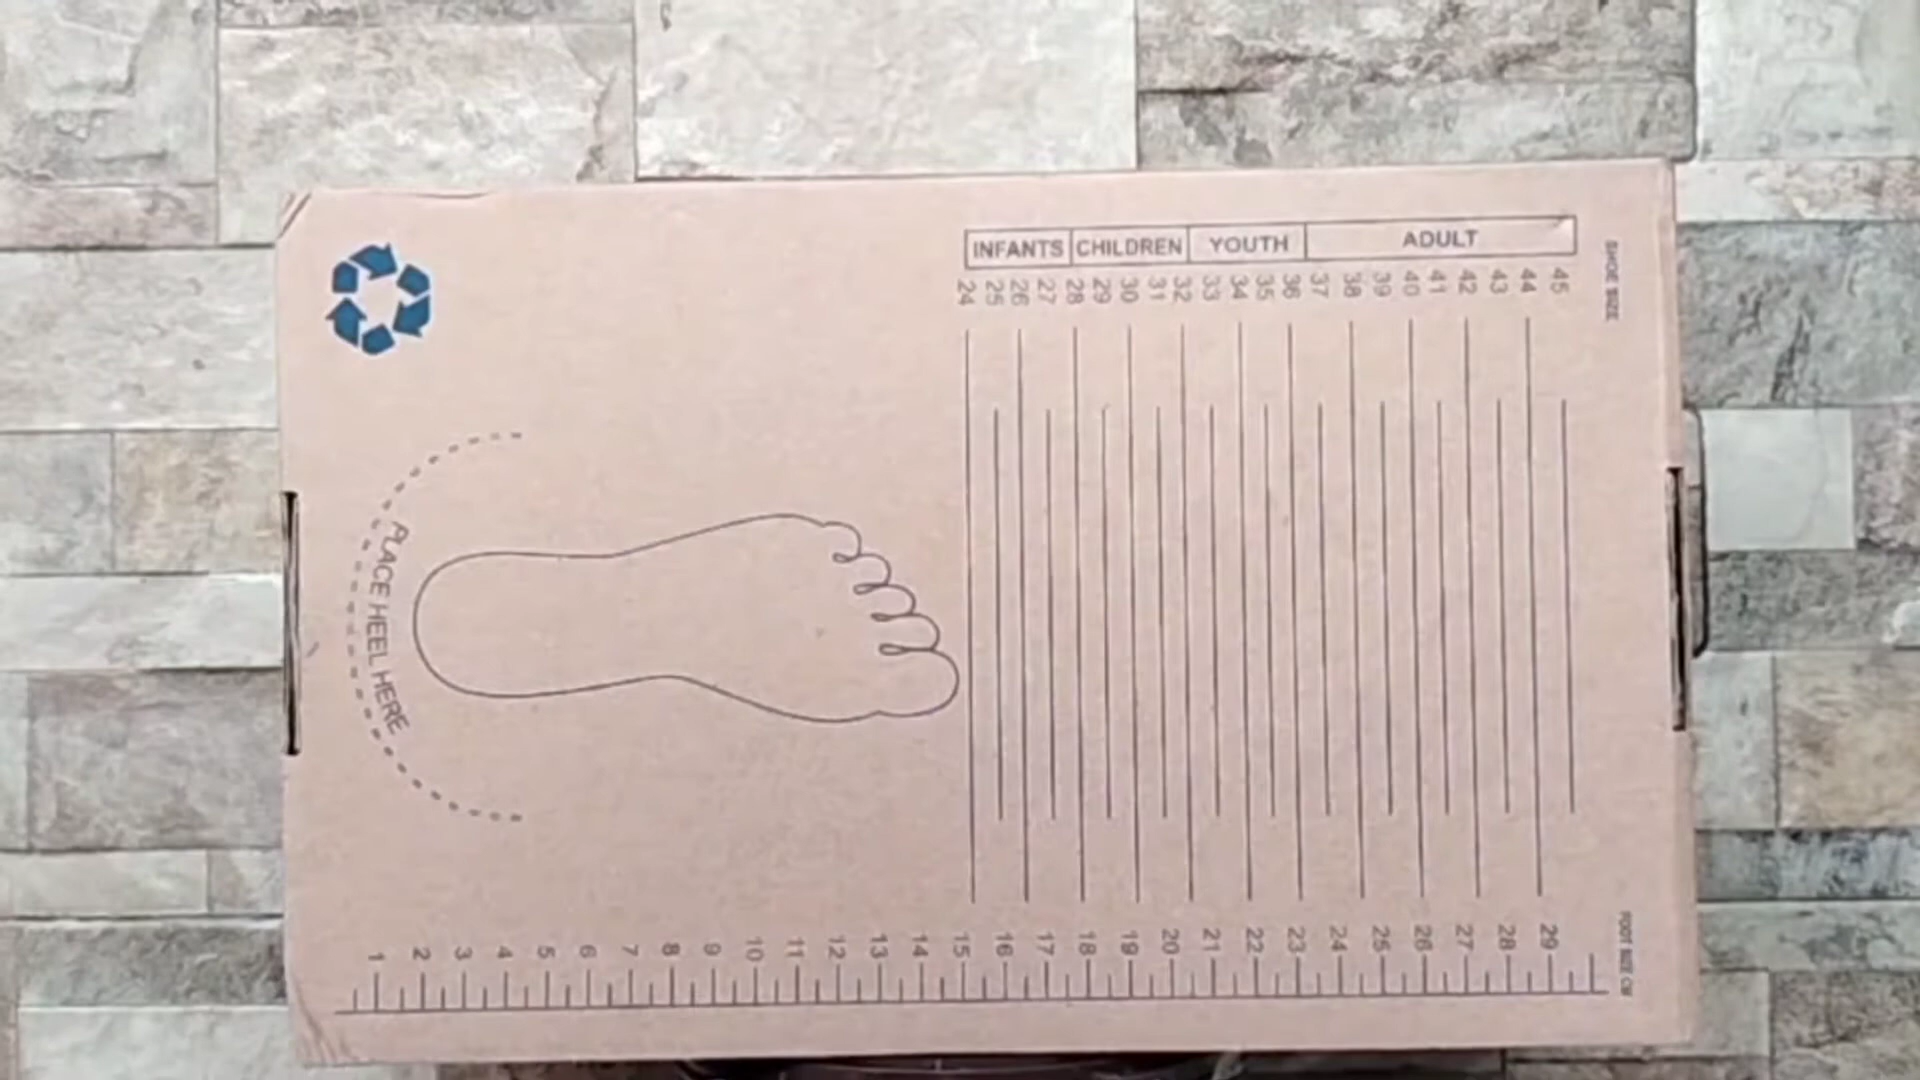 INFANTS CHILDREN YOUTH ADULT
24 25 26 27 28 29 30 31 32 33 34 35 36 37 38 39 40 41 42 43 44 45
SHOE SIZE
PLACE HEEL HERE
1 2 3 4 5 6 7 8 9 10 11 12 13 14 15 16 17 18 19 20 21 22 23 24 25 26 27 28 29
FOOT SIZE CM